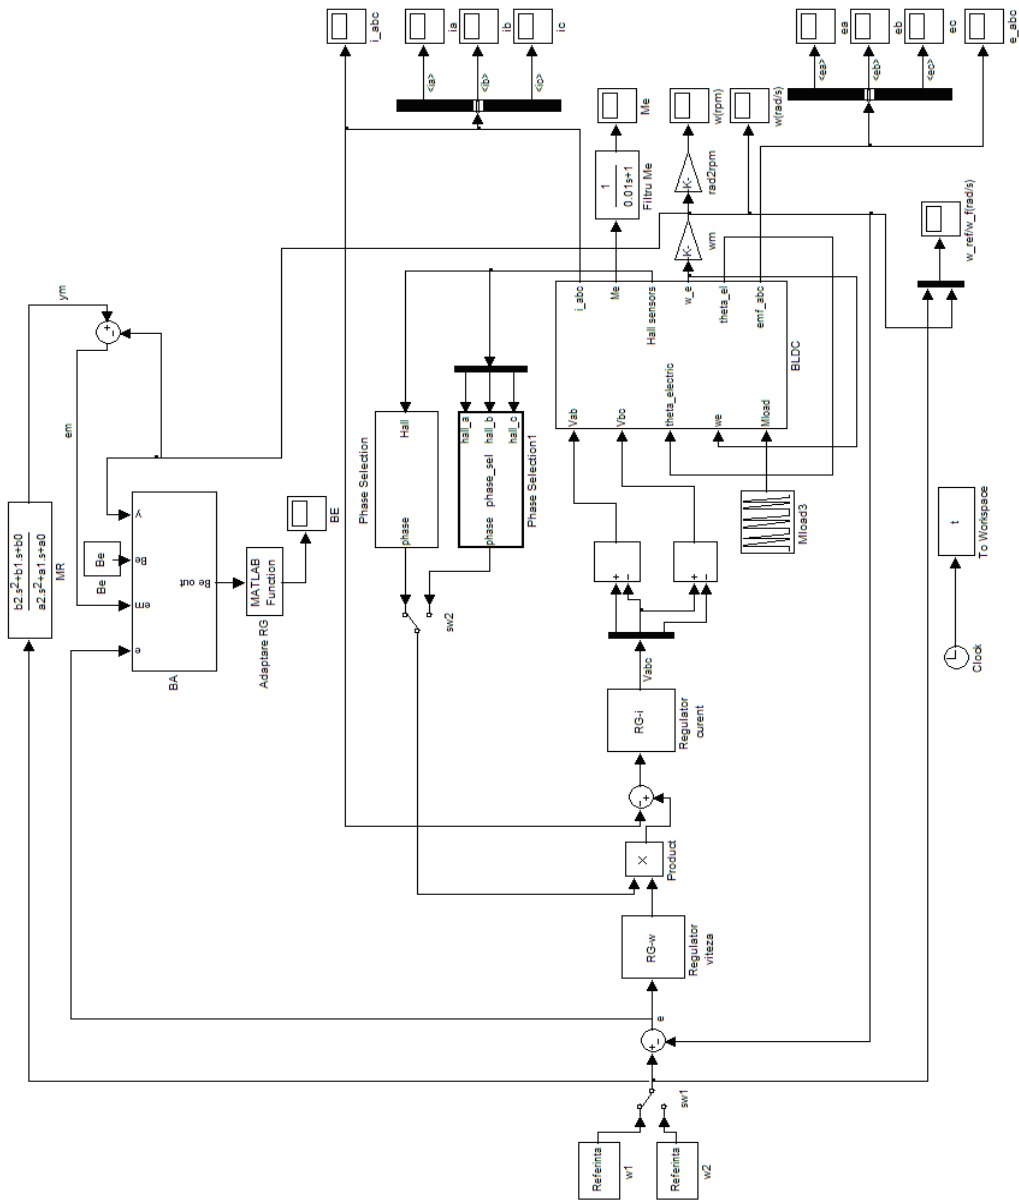 i_abc
ia
ib
ic
<ia>
<ib>
<ic>
ea
eb
ec
e_abc
<ea>
<eb>
<ec>
Me
w(rpm)
w(rad/s)
1
0.01s+1
Filtru Me
-K-
rad2rpm
-K-
wm
w_ref/w_f(rad/s)
ym
+
-
em
b2.s²+b1.s+b0
a2.s²+a1.s+a0
MR
y
Be
em
e
Be out
BA
Be
Be
MATLAB
Function
Adaptare RG
BE
Hall
phase
Phase Selection
hall_a
hall_b
hall_c
phase_sel
phase
Phase Selection1
sw2
i_abc
Me
Hall sensors
w_e
theta_el
emf_abc
Vab
Vbc
theta_electric
we
Mload
BLDC
Mload3
+
-
+
-
Vabc
RG-i
Regulator
curent
-
+
×
Product
RG-w
Regulator
viteza
e
+
-
sw1
Referinta
w1
Referinta
w2
t
To Workspace
Clock